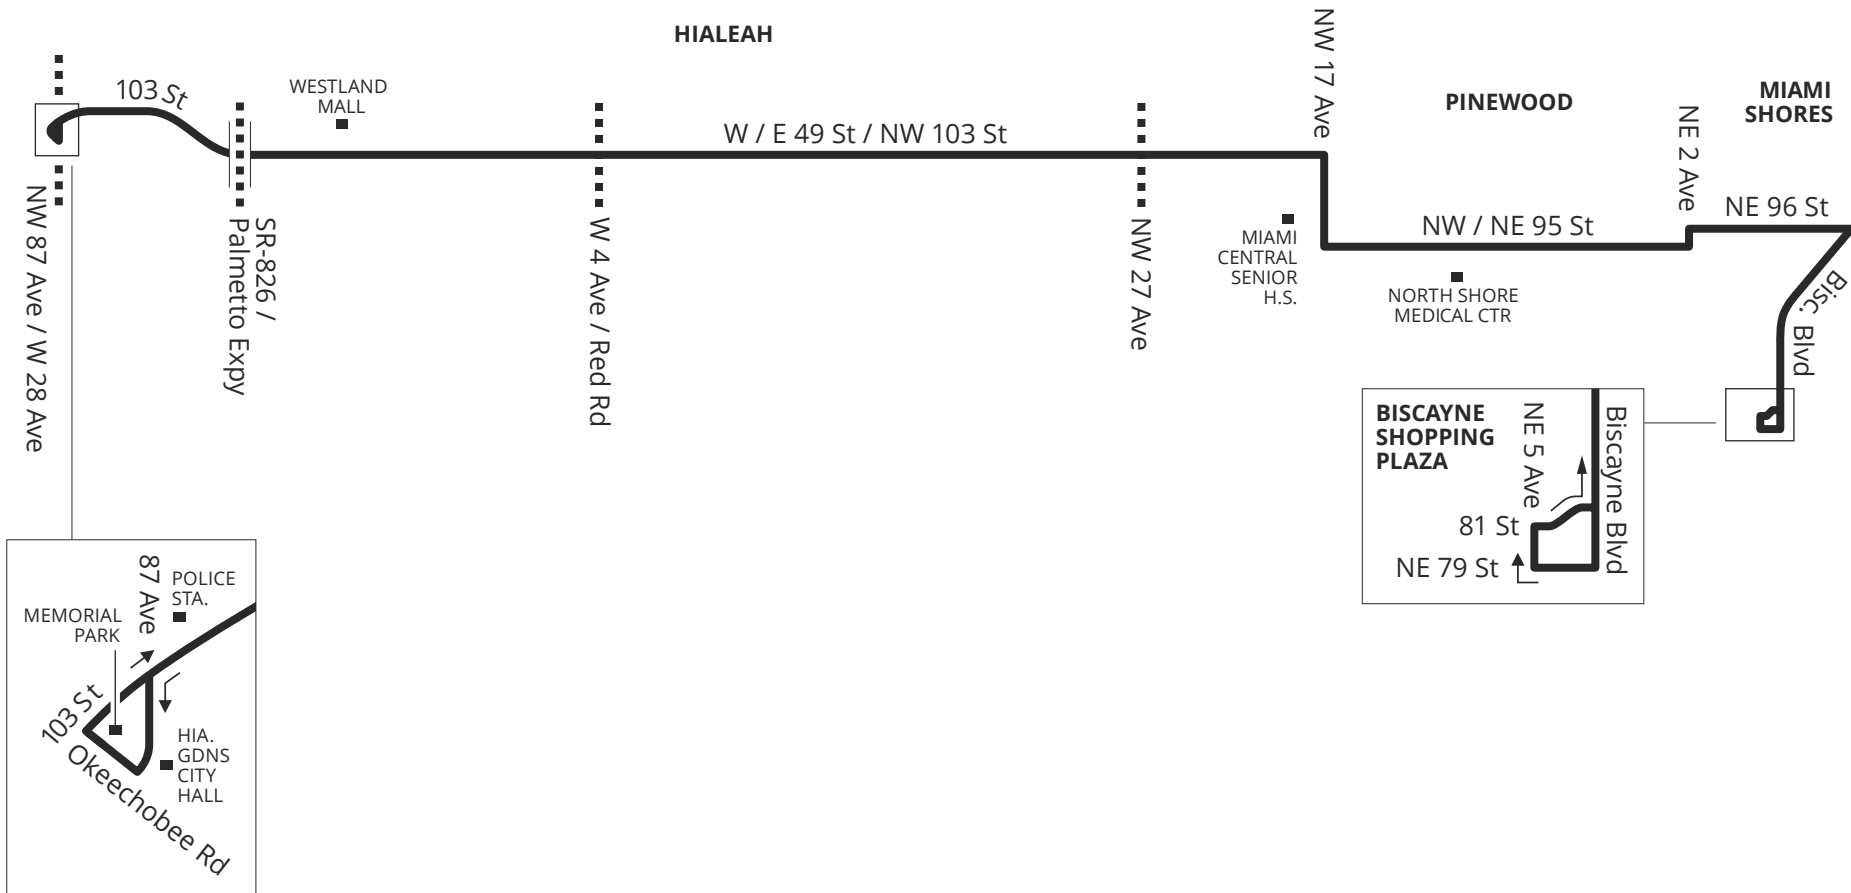 HIALEAH
NW 17 Ave
103 St
WESTLAND
MALL
PINEWOOD
MIAMI
SHORES
W / E 49 St / NW 103 St
NE 2 Ave
NW 87 Ave / W 28 Ave
SR-826 /
Palmetto Expy
W 4 Ave / Red Rd
NW 27 Ave
MIAMI
CENTRAL
SENIOR
H.S.
NW / NE 95 St
NE 96 St
NORTH SHORE
MEDICAL CTR
Bisc.
Blvd
BISCAYNE
SHOPPING
PLAZA
NE 5 Ave
Biscayne Blvd
81 St
NE 79 St
87 Ave
POLICE
STA.
MEMORIAL
PARK
103 St
HIA.
GDNS
CITY
HALL
Okeechobee Rd